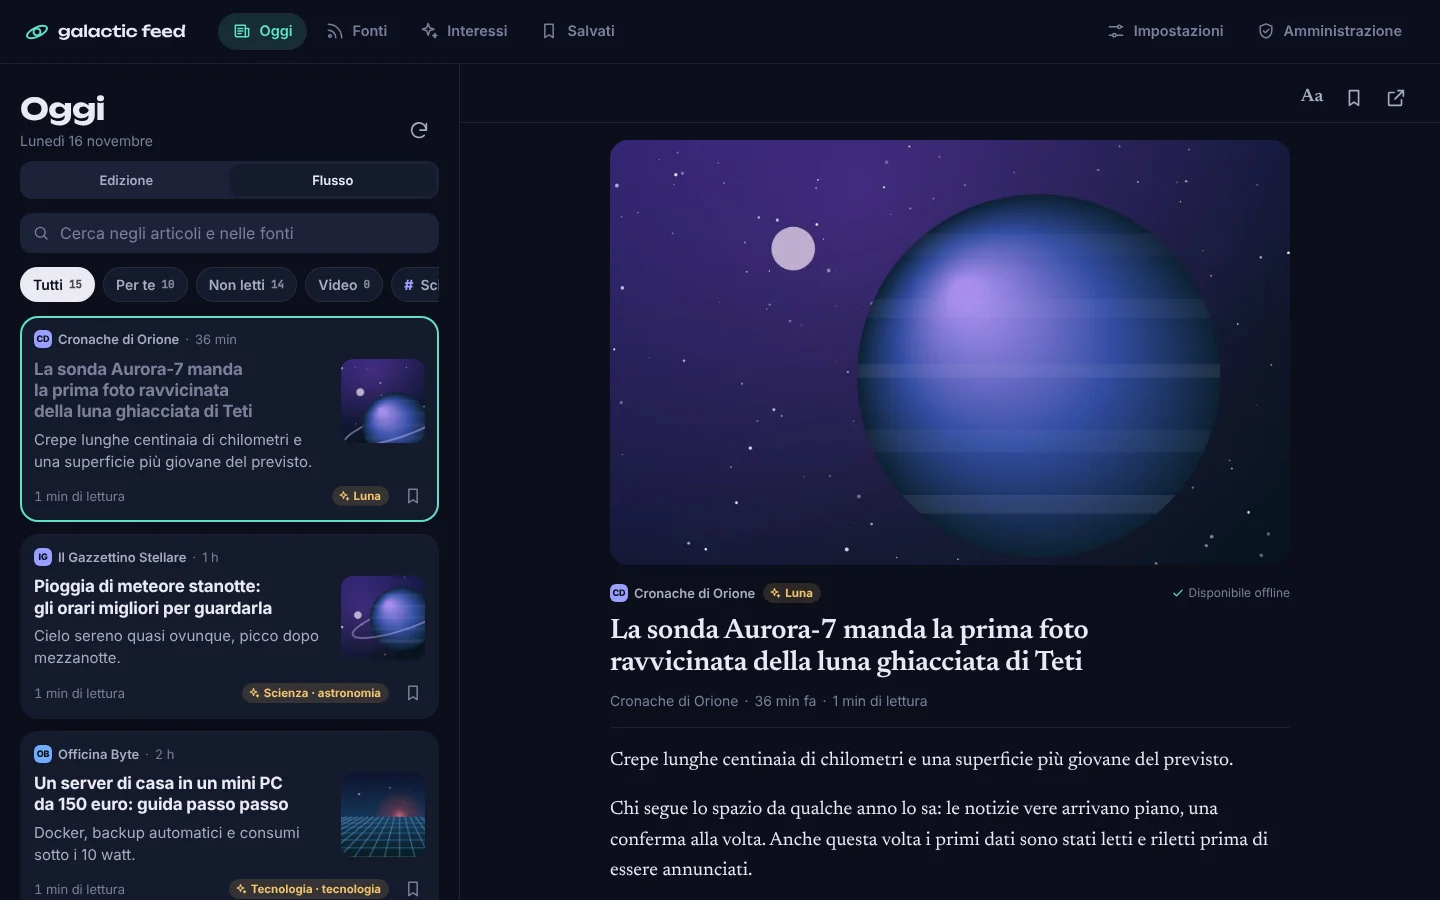 galactic feed
Oggi
Fonti
Interessi
Salvati
Impostazioni
Amministrazione
Oggi
Lunedì 16 novembre
Edizione
Flusso
Cerca negli articoli e nelle fonti
Tutti 15
Per te 10
Non letti 14
Video 0
# Sci
CD Cronache di Orione · 36 min
La sonda Aurora-7 manda
la prima foto ravvicinata
della luna ghiacciata di Teti
Crepe lunghe centinaia di chilometri e
una superficie più giovane del previsto.
1 min di lettura
Luna
IG Il Gazzettino Stellare · 1 h
Pioggia di meteore stanotte:
gli orari migliori per guardarla
Cielo sereno quasi ovunque, picco dopo
mezzanotte.
1 min di lettura
Scienza · astronomia
OB Officina Byte · 2 h
Un server di casa in un mini PC
da 150 euro: guida passo passo
Docker, backup automatici e consumi
sotto i 10 watt.
1 min di lettura
Tecnologia · tecnologia
Aa
CD Cronache di Orione
Luna
Disponibile offline
La sonda Aurora-7 manda la prima foto
ravvicinata della luna ghiacciata di Teti
Cronache di Orione · 36 min fa · 1 min di lettura
Crepe lunghe centinaia di chilometri e una superficie più giovane del previsto.
Chi segue lo spazio da qualche anno lo sa: le notizie vere arrivano piano, una
conferma alla volta. Anche questa volta i primi dati sono stati letti e riletti prima di
essere annunciati.